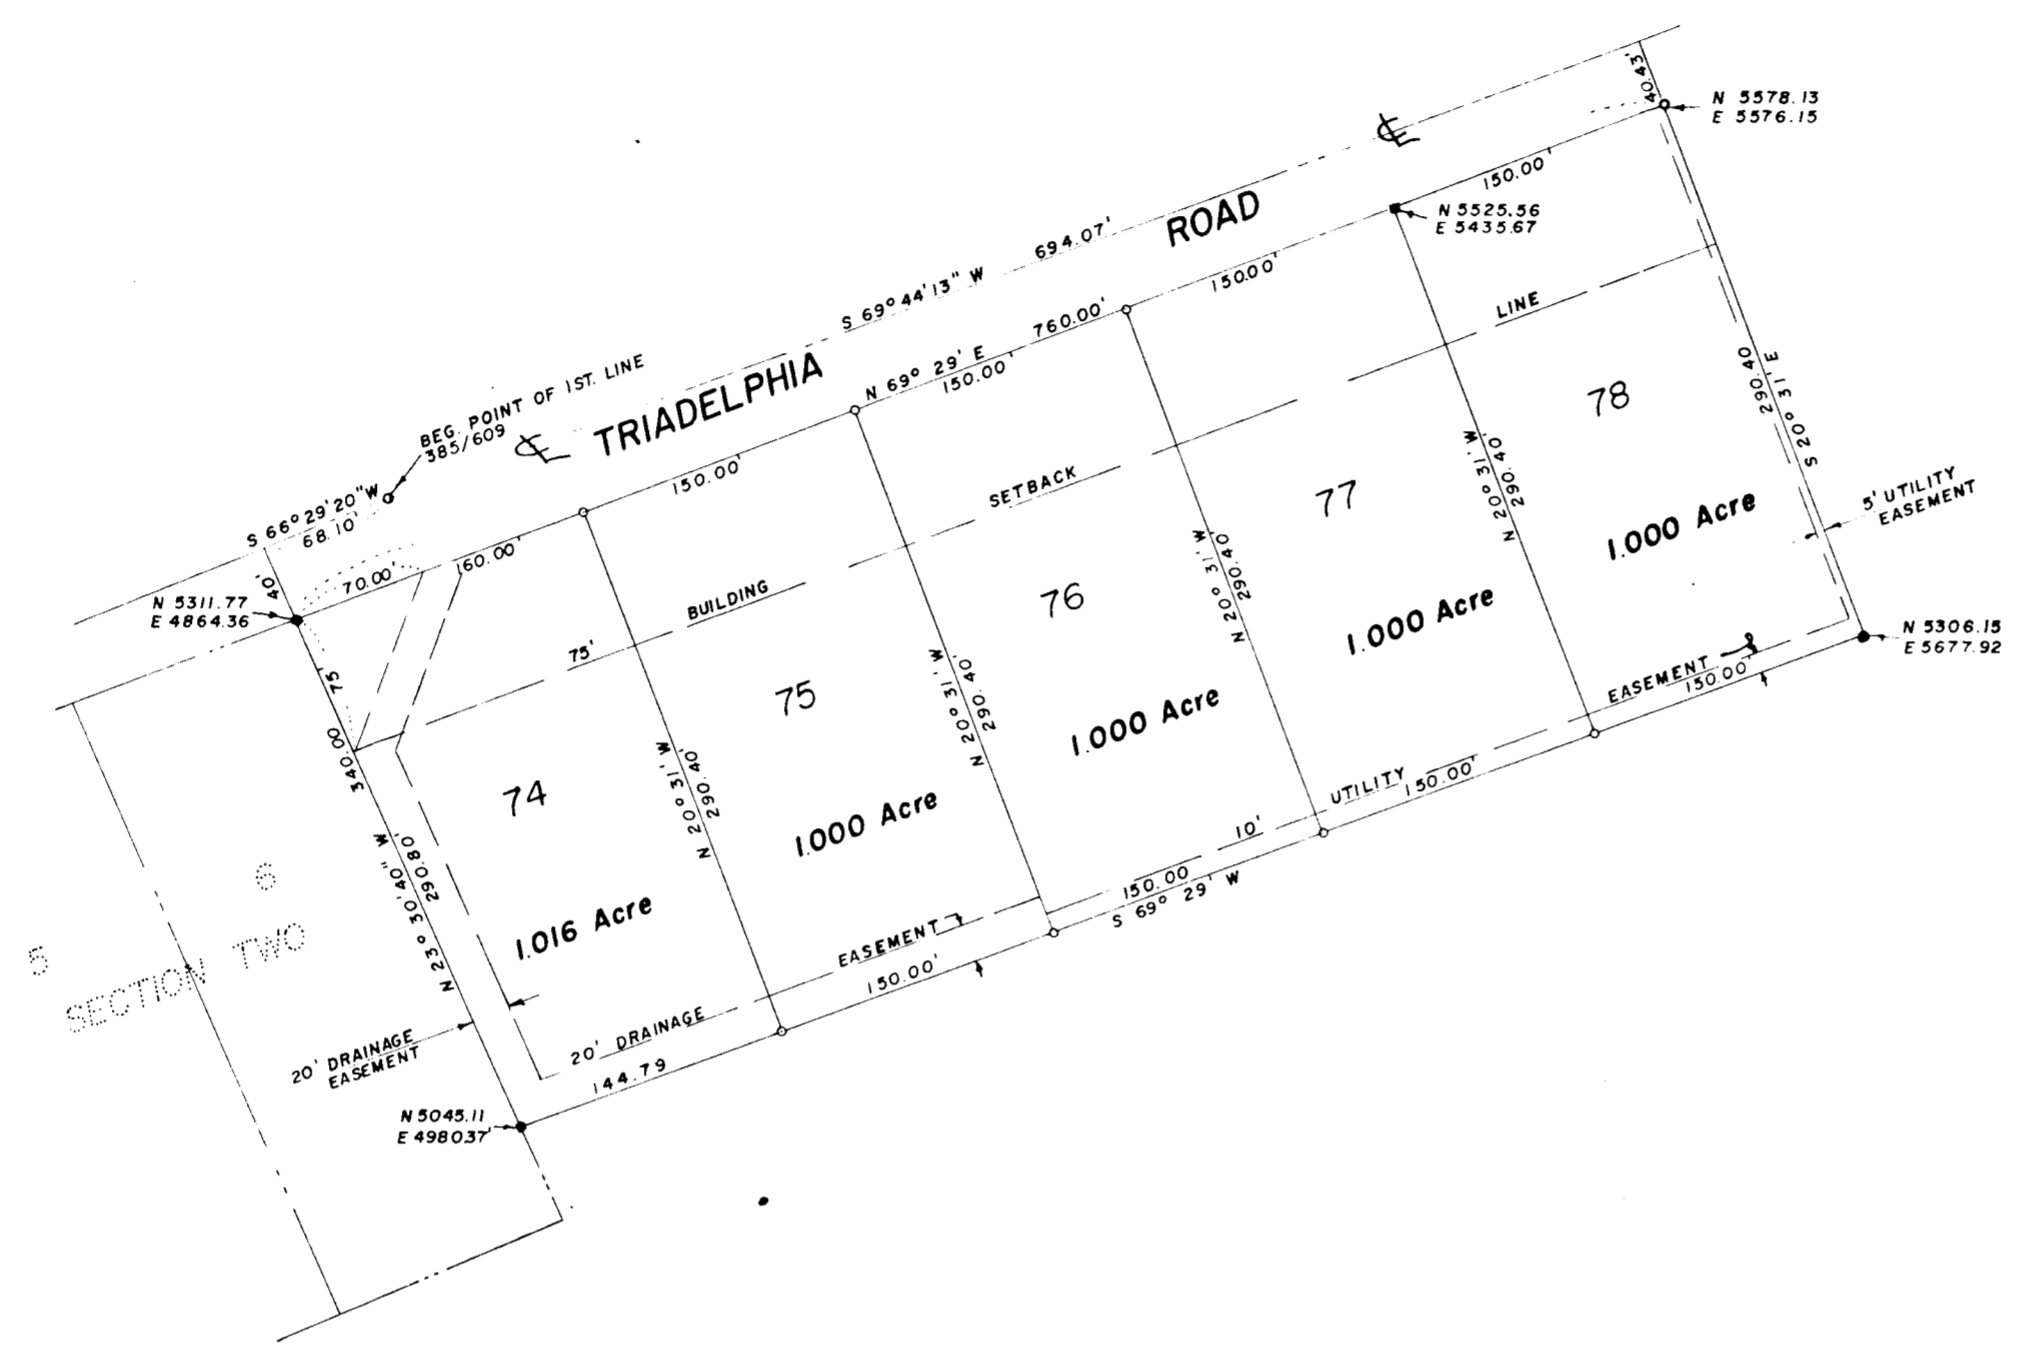 40.43'
N 5578.13
E 5576.15
℄
150.00'
N 5525.56
E 5435.67
ROAD
694.07'
S 69° 44' 13" W
150.00'
760.00'
N 69° 29' E
150.00'
LINE
BEG. POINT OF 1ST. LINE
385/609
℄
TRIADELPHIA
150.00'
S 66° 29' 20" W
68.10'
40'
70.00'
60.00'
N 5311.77
E 4864.36
75'
340.00
75'
BUILDING
SETBACK
78
1.000 Acre
290.40
S 20° 31' E
5' UTILITY
EASEMENT
77
1.000 Acre
N 20° 31' W
290.40'
76
1.000 Acre
N 20° 31' W
290.40'
75
1.000 Acre
N 20° 31' W
290.40'
74
1.016 Acre
N 20° 31' W
290.40'
N 23° 30' 40" W
290.80'
N 5306.15
E 5677.92
EASEMENT
150.00'
UTILITY
150.00'
10'
150.00
S 69° 29' W
EASEMENT
150.00'
20' DRAINAGE
144.79
6
5
SECTION TWO
20' DRAINAGE
EASEMENT
N 5045.11
E 4980.37'